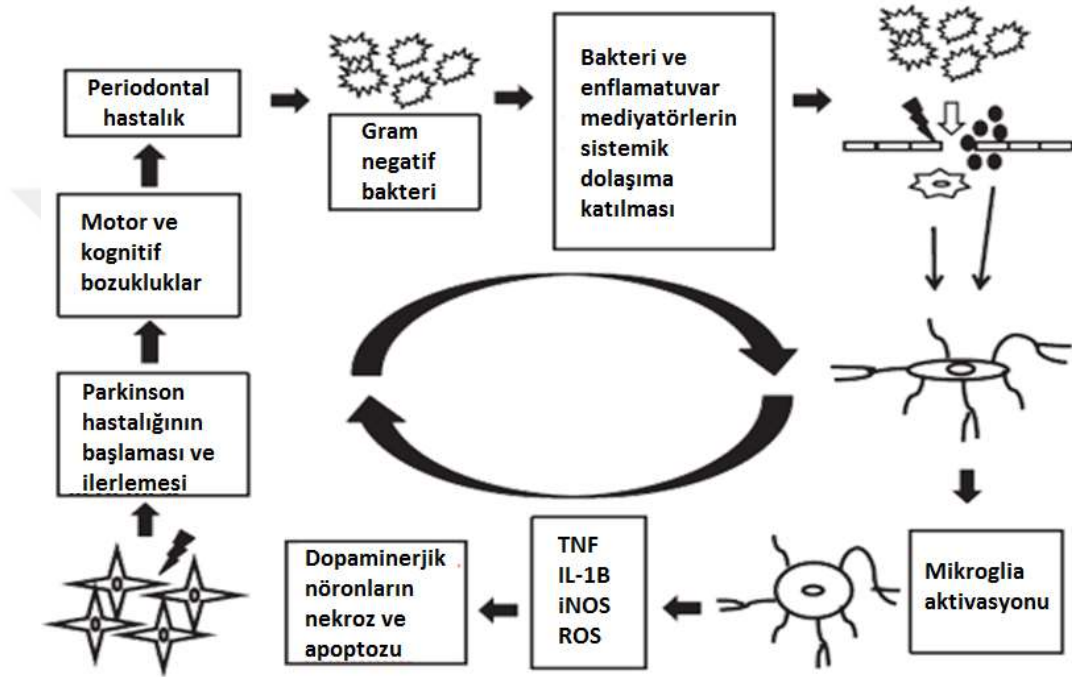 Periodontal
hastalık
Gram
negatif
bakteri
Bakteri ve
enflamatuvar
mediyatörlerin
sistemik
dolaşıma
katılması
Motor ve
kognitif
bozukluklar
Parkinson
hastalığının
başlaması ve
ilerlemesi
Dopaminerjik
nöronların
nekroz ve
apoptozu
TNF
IL-1B
iNOS
ROS
Mikroglia
aktivasyonu